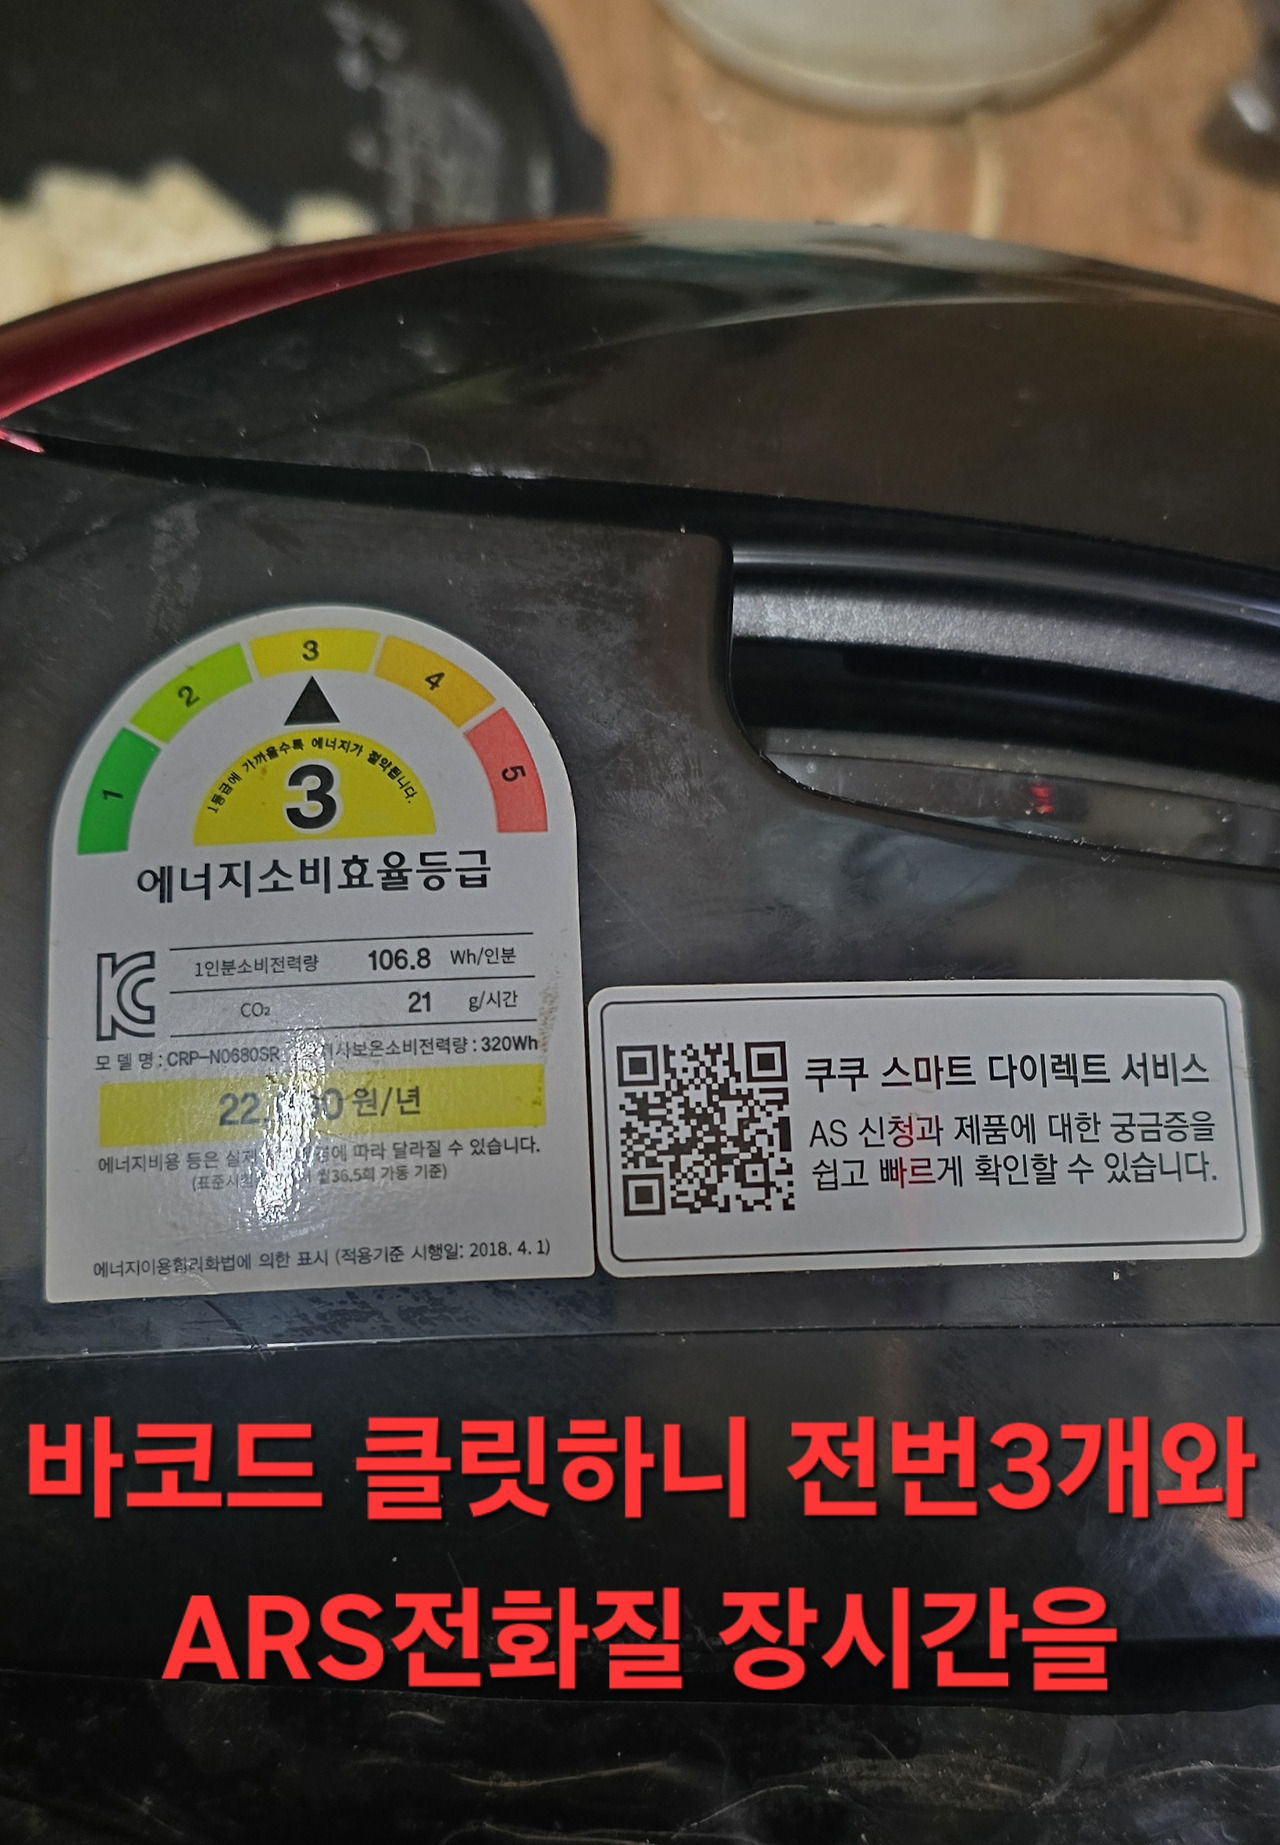 1
2
3
4
5
1등급에 가까울수록 에너지가 절약됩니다.
3
에너지소비효율등급
KC
1인분소비전력량 106.8 Wh/인분
CO₂ 21 g/시간
모 델 명 : CRP-N0680SR 소비전력량 : 320Wh
원/년
에너지비용 등은 따라 달라질 수 있습니다.
월36.5회 가동 기준)
에너지이용합리화법에 의한 표시 (적용기준 시행일: 2018. 4. 1)
쿠쿠 스마트 다이렉트 서비스
AS 신청과 제품에 대한 궁금증을
쉽고 빠르게 확인할 수 있습니다.
바코드 클릿하니 전번3개와
ARS전화질 장시간을